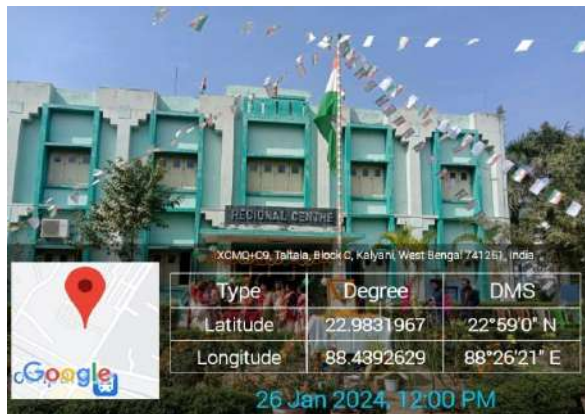 REGIONAL CENTRE
XCMQ+C9, Taltala, Block C, Kalyani, West Bengal 741251, India
Type Degree DMS
Latitude 22.9831967 22°59'0" N
Longitude 88.4392629 88°26'21" E
Google
26 Jan 2024, 12:00 PM